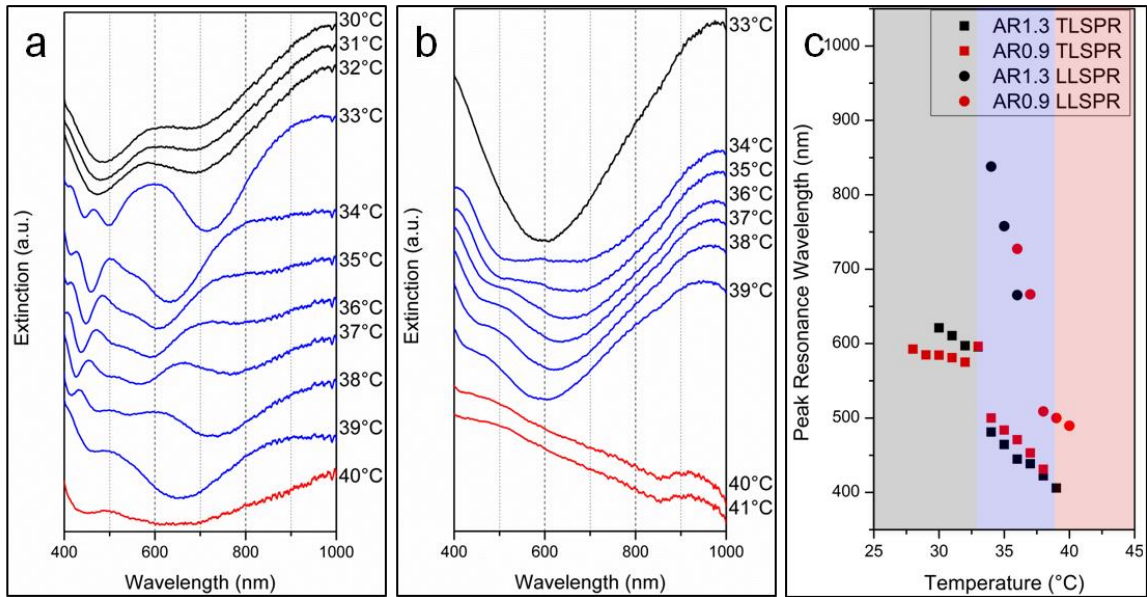 a
30°C
31°C
32°C
33°C
34°C
35°C
36°C
37°C
38°C
39°C
40°C
Extinction (a.u.)
400 600 800 1000
Wavelength (nm)
b
33°C
34°C
35°C
36°C
37°C
38°C
39°C
40°C
41°C
Extinction (a.u.)
400 600 800 1000
Wavelength (nm)
c
AR1.3 TLSPR
AR0.9 TLSPR
AR1.3 LLSPR
AR0.9 LLSPR
Peak Resonance Wavelength (nm)
1000
900
800
700
600
500
400
25 30 35 40 45
Temperature (°C)